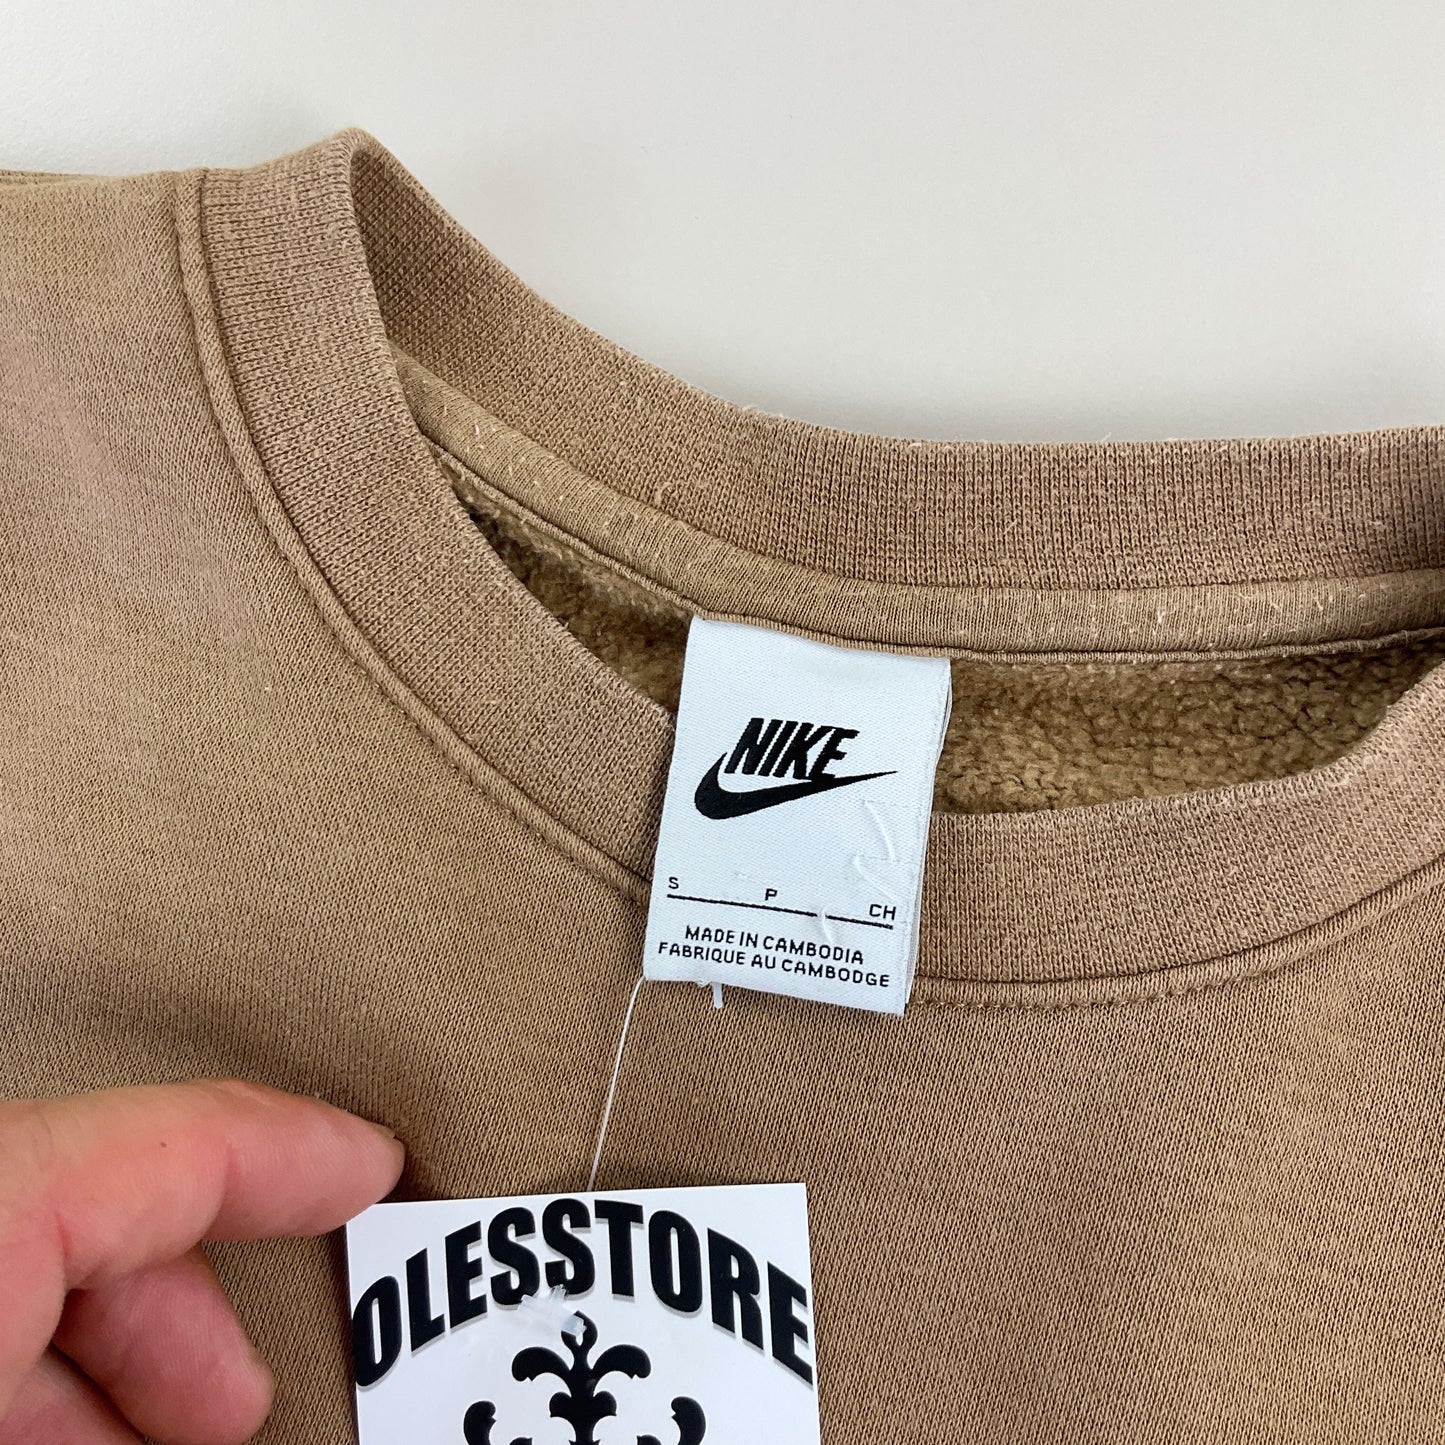 NIKE
S P CH
MADE IN CAMBODIA
FABRIQUE AU CAMBODGE
OLESSTORE